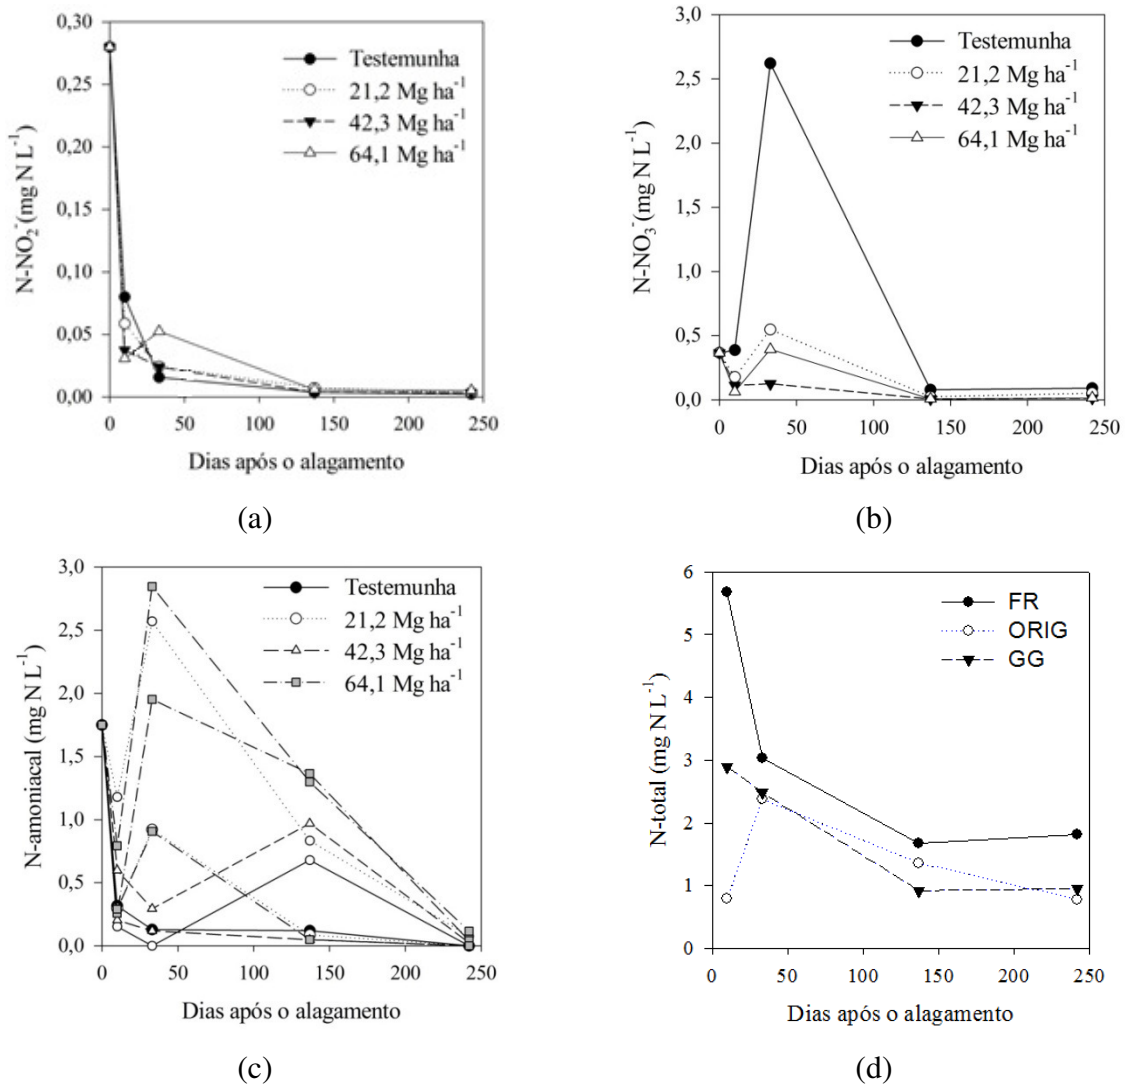 0,30
0,25
0,20
0,15
0,10
0,05
0,00
N-NO₂⁻ (mg N L⁻¹)
Testemunha
21,2 Mg ha⁻¹
42,3 Mg ha⁻¹
64,1 Mg ha⁻¹
0 50 100 150 200 250
Dias após o alagamento
(a)
3,0
2,5
2,0
1,5
1,0
0,5
0,0
N-NO₃⁻ (mg N L⁻¹)
Testemunha
21,2 Mg ha⁻¹
42,3 Mg ha⁻¹
64,1 Mg ha⁻¹
0 50 100 150 200 250
Dias após o alagamento
(b)
3,0
2,5
2,0
1,5
1,0
0,5
0,0
N-amoniacal (mg N L⁻¹)
Testemunha
21,2 Mg ha⁻¹
42,3 Mg ha⁻¹
64,1 Mg ha⁻¹
0 50 100 150 200 250
Dias após o alagamento
(c)
6
5
4
3
2
1
0
N-total (mg N L⁻¹)
FR
ORIG
GG
0 50 100 150 200 250
Dias após o alagamento
(d)